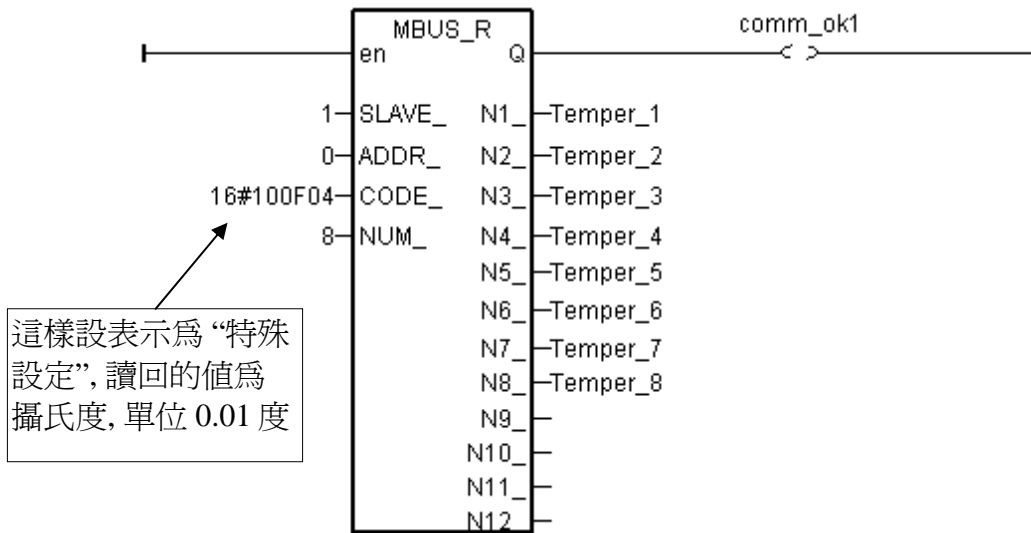 MBUS_R
comm_ok1
en Q
1 SLAVE_ N1_ Temper_1
0 ADDR_ N2_ Temper_2
16#100F04 CODE_ N3_ Temper_3
8 NUM_ N4_ Temper_4
N5_ Temper_5
N6_ Temper_6
N7_ Temper_7
N8_ Temper_8
N9_
N10_
N11_
N12_
這樣設表示爲 “特殊
設定”, 讀回的值爲
攝氏度, 單位 0.01 度